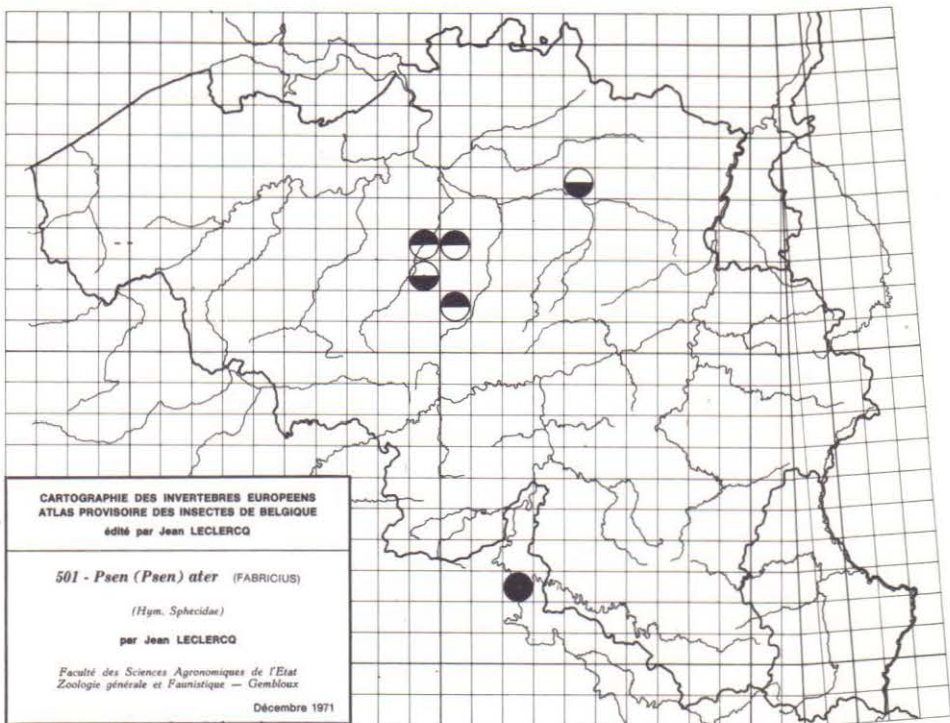 CARTOGRAPHIE DES INVERTEBRES EUROPEENS
ATLAS PROVISOIRE DES INSECTES DE BELGIQUE
édité par Jean LECLERCQ
501 - Psen (Psen) ater (FABRICIUS)
(Hym. Sphecidae)
par Jean LECLERCQ
Faculté des Sciences Agronomiques de l'Etat
Zoologie générale et Faunistique — Gembloux
Décembre 1971